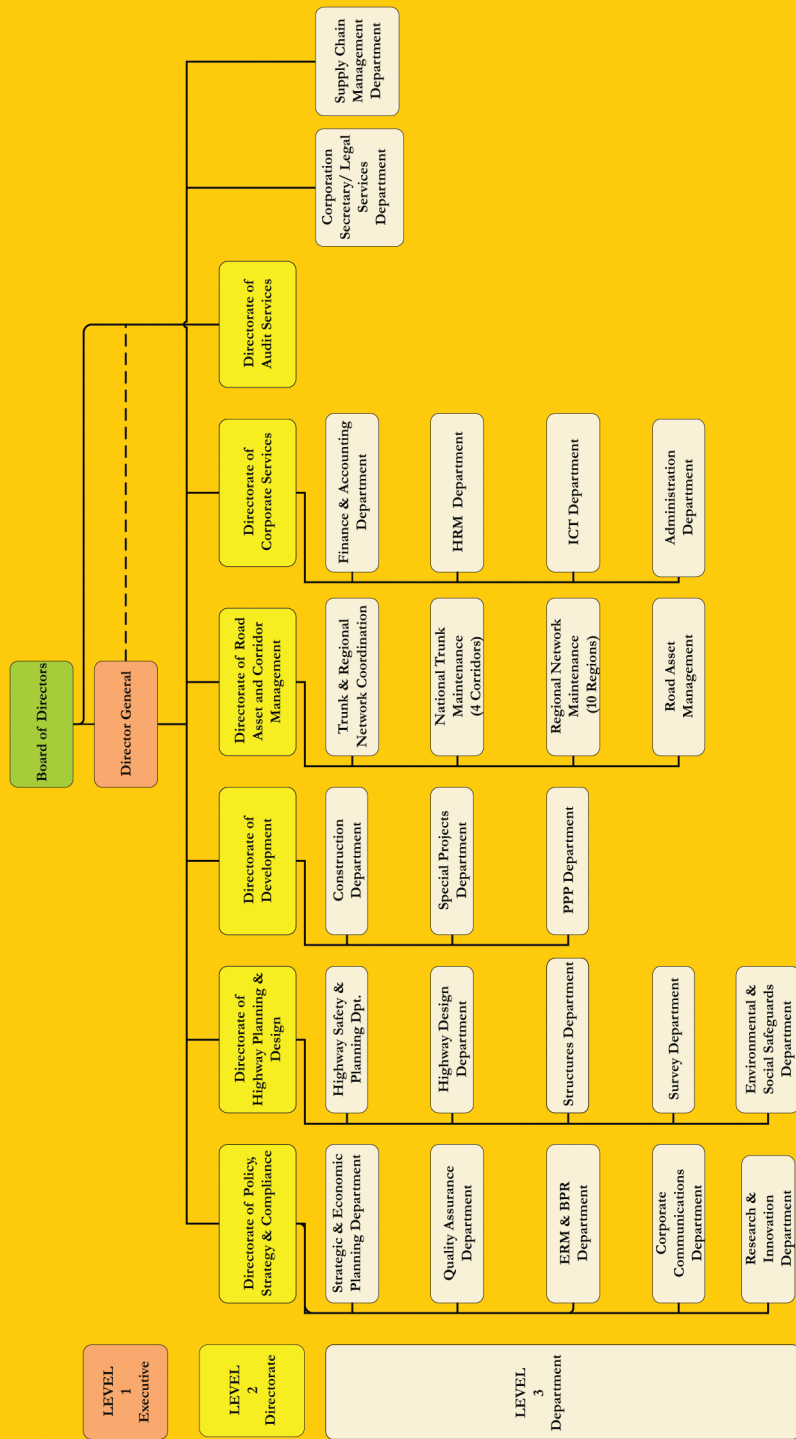 Board of Directors
LEVEL
1
Executive
Director General
LEVEL
2
Directorate
Directorate of Policy,
Strategy & Compliance
Directorate of
Highway Planning &
Design
Directorate of
Development
Directorate of Road
Asset and Corridor
Management
Directorate of
Corporate Services
Directorate of
Audit Services
LEVEL
3
Department
Strategic & Economic
Planning Department
Quality Assurance
Department
ERM & BPR
Department
Corporate
Communications
Department
Research &
Innovation
Department
Highway Safety &
Planning Dpt.
Highway Design
Department
Structures Department
Survey Department
Environmental &
Social Safeguards
Department
Construction
Department
Special Projects
Department
PPP Department
Trunk & Regional
Network Coordination
National Trunk
Maintenance
(4 Corridors)
Regional Network
Maintenance
(10 Regions)
Road Asset
Management
Finance & Accounting
Department
HRM Department
ICT Department
Administration
Department
Corporation
Secretary/ Legal
Services
Department
Supply Chain
Management
Department